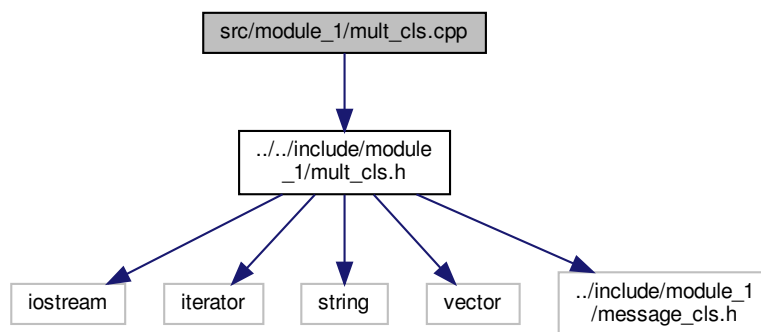 src/module_1/mult_cls.cpp
../../include/module
_1/mult_cls.h
iostream
iterator
string
vector
../include/module_1
/message_cls.h